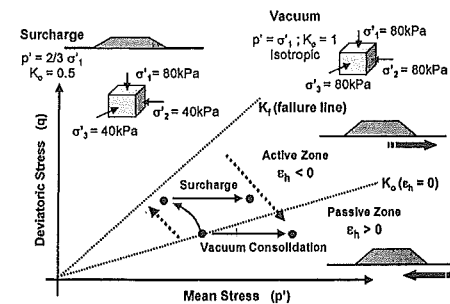 Surcharge
p' = 2/3 σ'₁
Kₒ = 0.5
σ'₁ = 80kPa
σ'₂ = 40kPa
σ'₃ = 40kPa
Vacuum
p' = σ'₁ ; Kₒ = 1
Isotropic
σ'₁ = 80kPa
σ'₂ = 80kPa
σ'₃ = 80kPa
K_f (failure line)
Active Zone
εₕ < 0
Kₒ (εₕ = 0)
Surcharge
Passive Zone
εₕ > 0
Vacuum Consolidation
Deviatoric Stress (q)
Mean Stress (p')